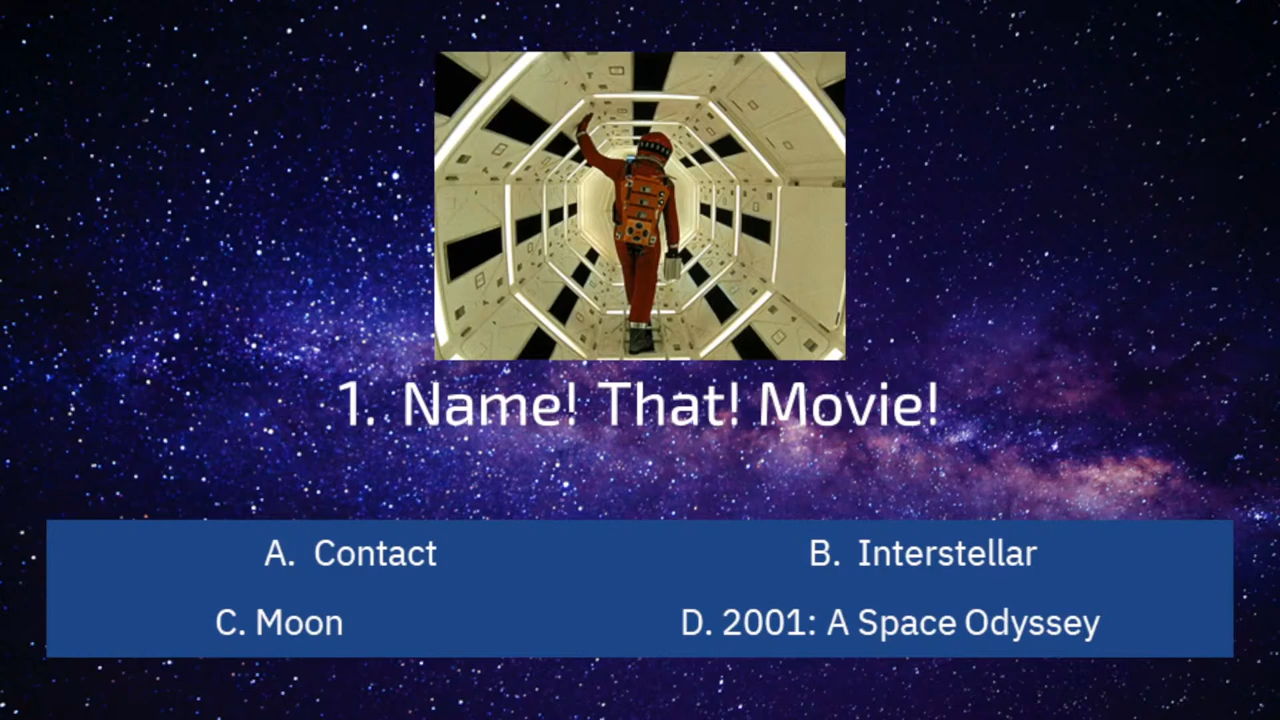 1. Name! That! Movie!
A. Contact
B. Interstellar
C. Moon
D. 2001: A Space Odyssey